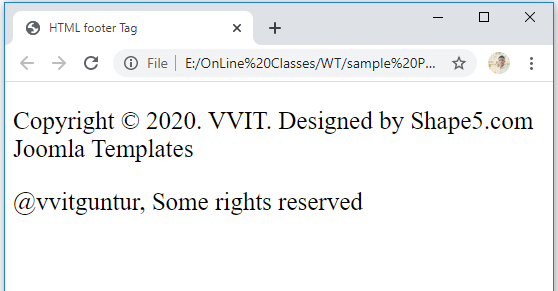 HTML footer Tag
File | E:/OnLine%20Classes/WT/sample%20P...
Copyright © 2020. VVIT. Designed by Shape5.com
Joomla Templates
@vvitguntur, Some rights reserved